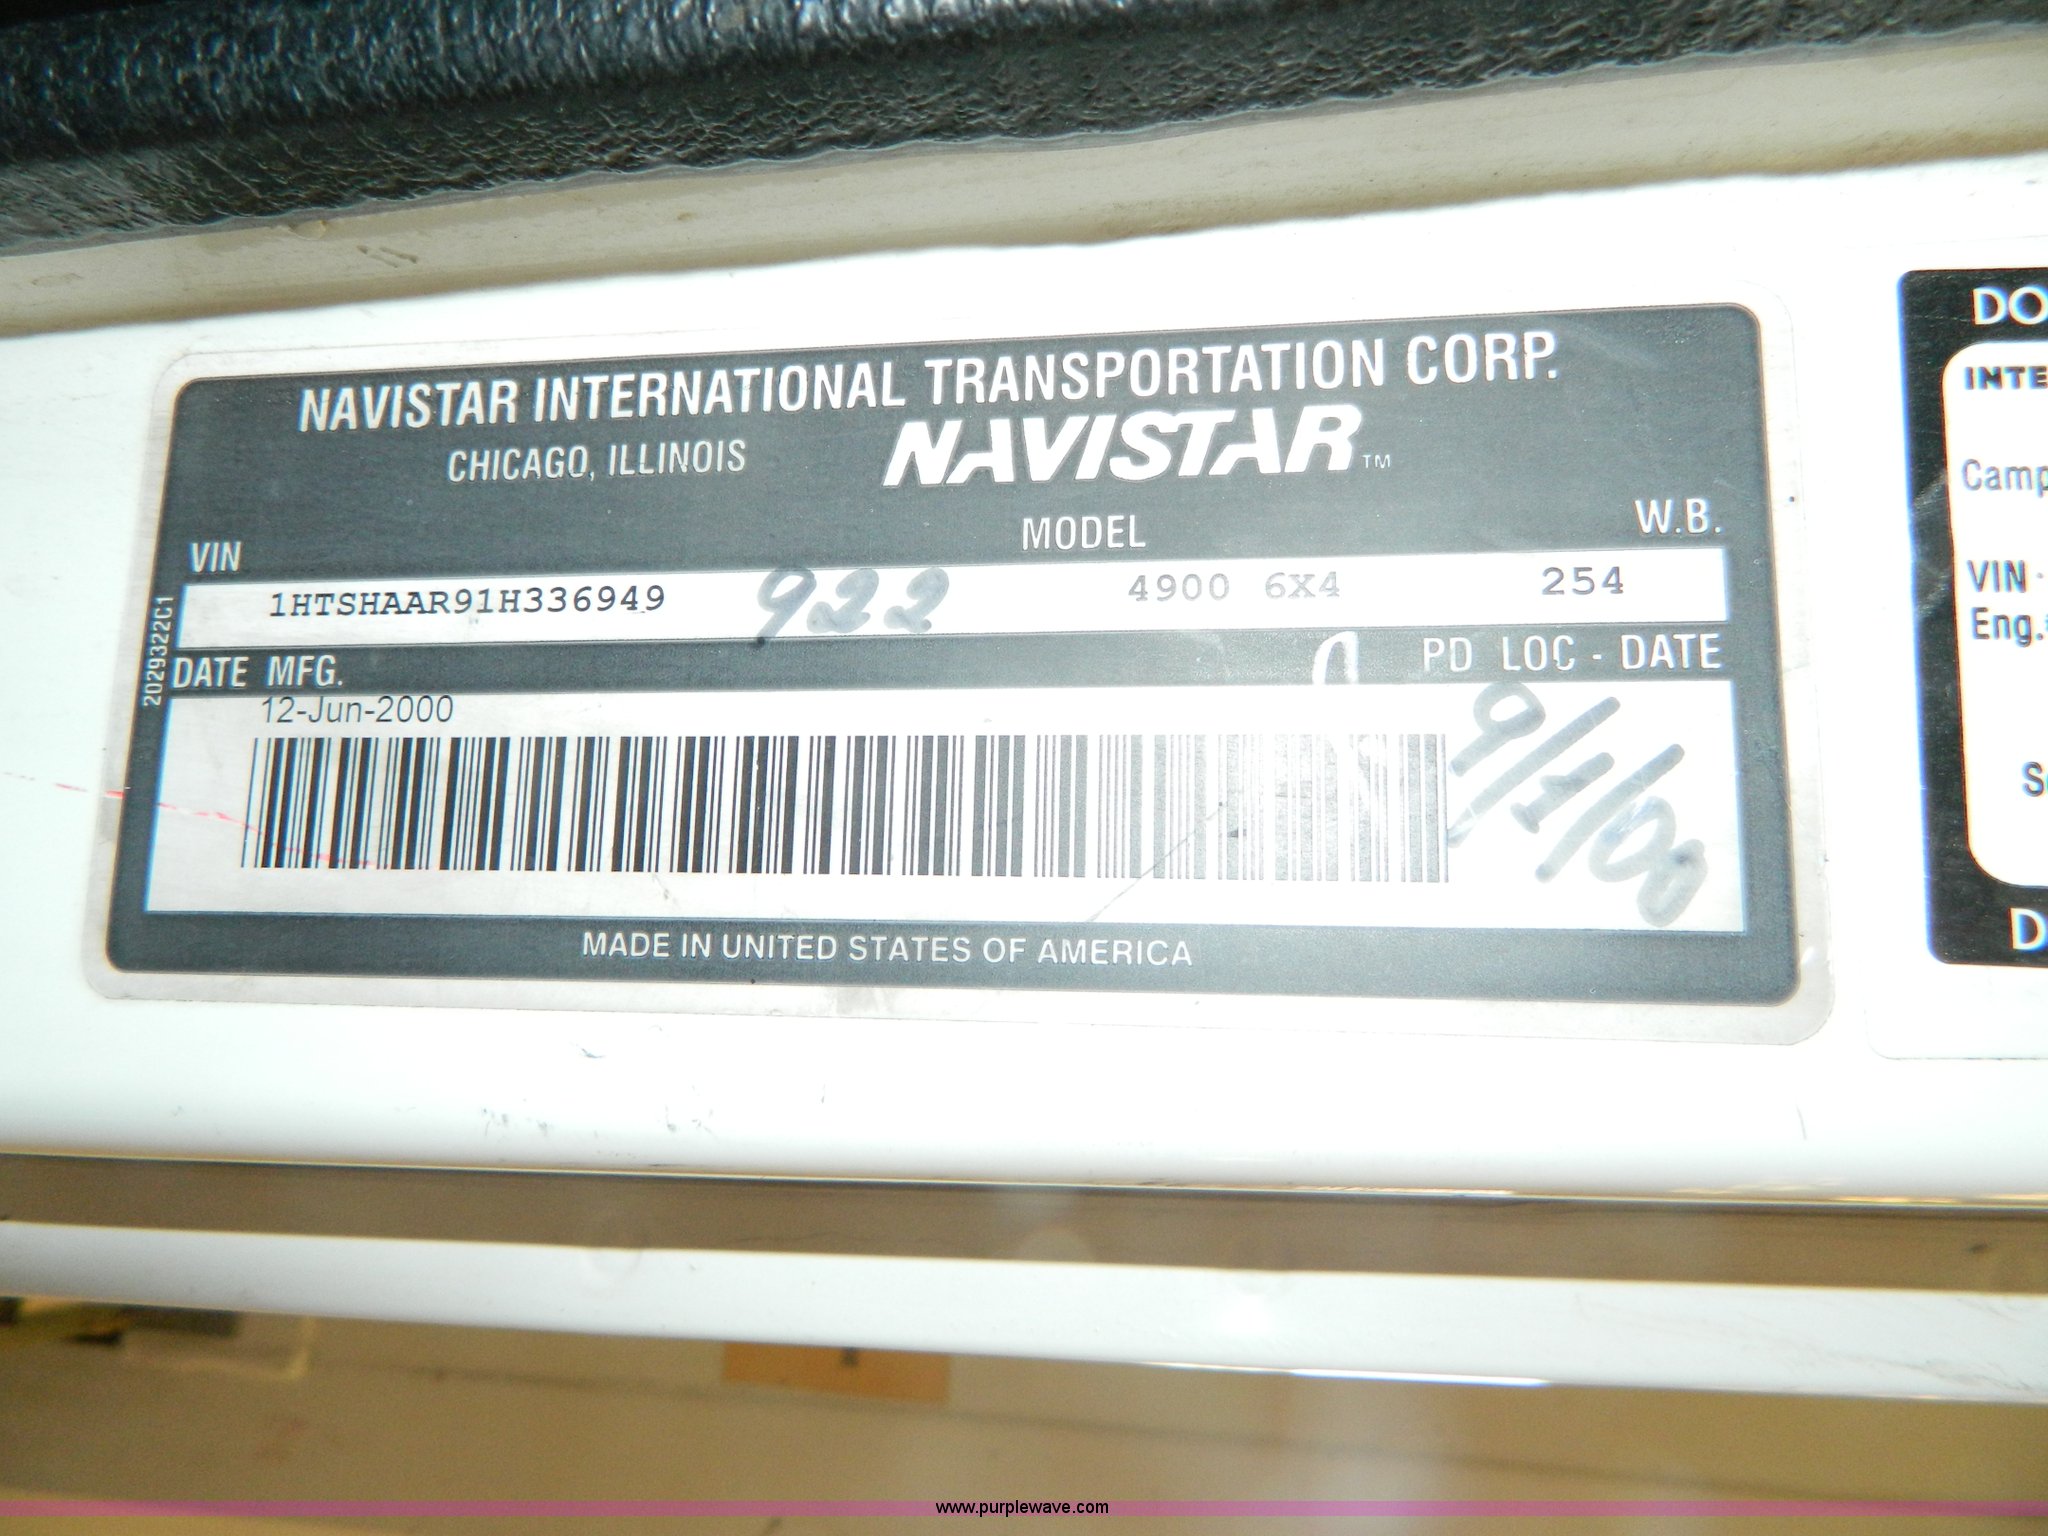 NAVISTAR INTERNATIONAL TRANSPORTATION CORP.
CHICAGO, ILLINOIS NAVISTAR TM
VIN MODEL W.B.
1HTSHAAR91H336949 922 4900 6X4 254
DATE MFG. PD LOC - DATE
12-Jun-2000
9/1/00
2029322C1
MADE IN UNITED STATES OF AMERICA
DO
INTE
Camp
VIN -
Eng.
www.purplewave.com